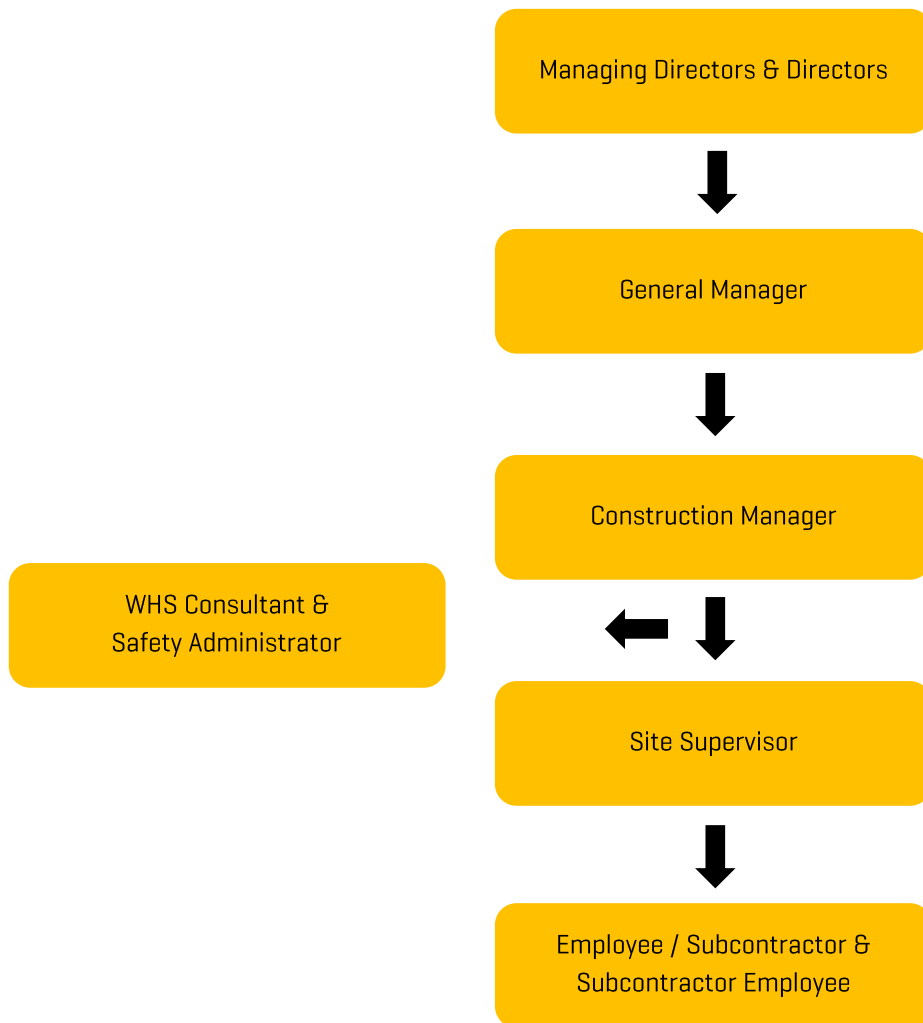 Managing Directors & Directors
General Manager
Construction Manager
WHS Consultant &
Safety Administrator
Site Supervisor
Employee / Subcontractor &
Subcontractor Employee